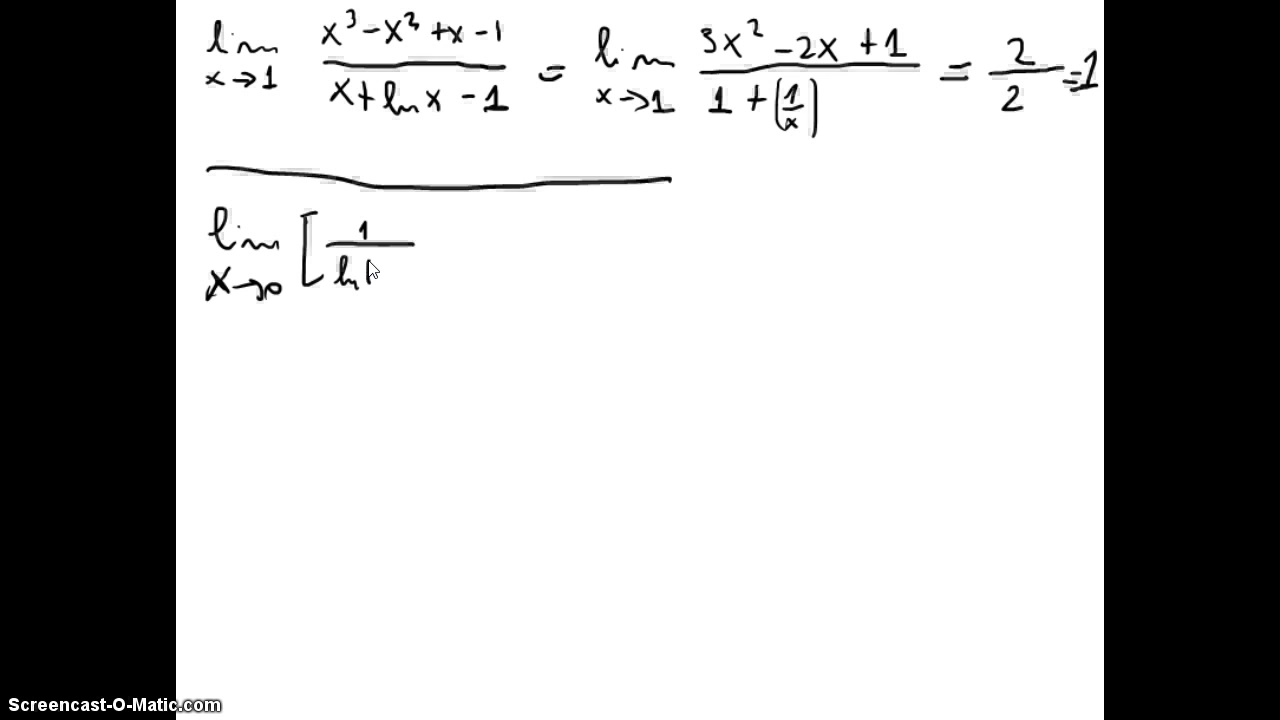 lim x→1 (x³ - x² + x - 1)/(x + ln x - 1) = lim x→1 (3x² - 2x + 1)/(1 + (1/x)) = 2/2 = 1
lim x→0 [ 1/ln
Screencast-O-Matic.com